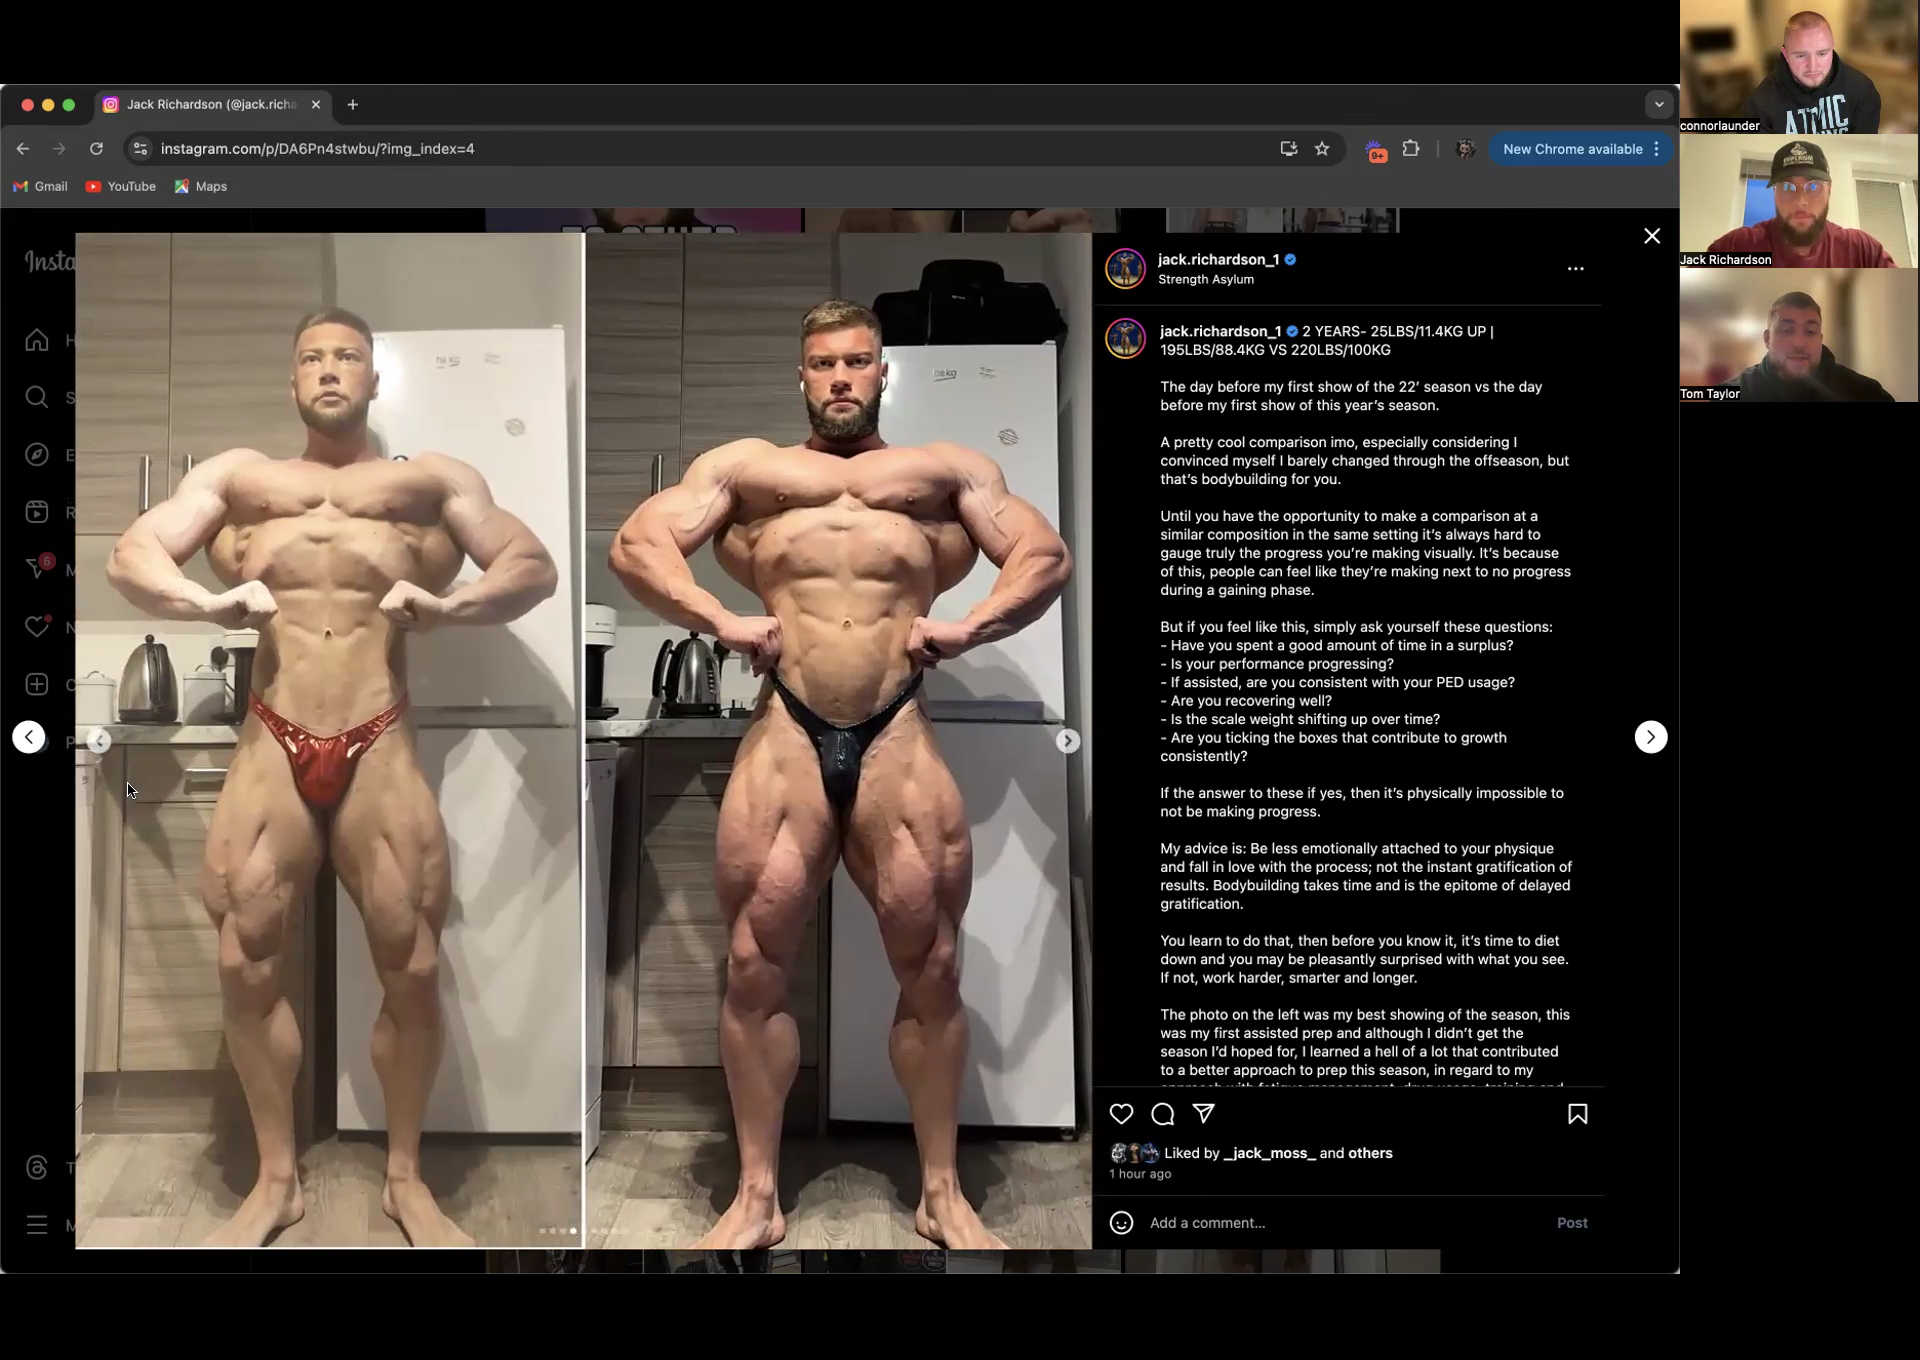 Jack Richardson (@jack.richa
instagram.com/p/DA6Pn4stwbu/?img_index=4
9+
New Chrome available
Gmail
YouTube
Maps
Insta
H
S
E
R
6
M
N
C
P
T
M
jack.richardson_1
Strength Asylum
jack.richardson_1 2 YEARS- 25LBS/11.4KG UP |
195LBS/88.4KG VS 220LBS/100KG
The day before my first show of the 22’ season vs the day
before my first show of this year’s season.
A pretty cool comparison imo, especially considering I
convinced myself I barely changed through the offseason, but
that’s bodybuilding for you.
Until you have the opportunity to make a comparison at a
similar composition in the same setting it’s always hard to
gauge truly the progress you’re making visually. It’s because
of this, people can feel like they’re making next to no progress
during a gaining phase.
But if you feel like this, simply ask yourself these questions:
- Have you spent a good amount of time in a surplus?
- Is your performance progressing?
- If assisted, are you consistent with your PED usage?
- Are you recovering well?
- Is the scale weight shifting up over time?
- Are you ticking the boxes that contribute to growth
consistently?
If the answer to these if yes, then it’s physically impossible to
not be making progress.
My advice is: Be less emotionally attached to your physique
and fall in love with the process; not the instant gratification of
results. Bodybuilding takes time and is the epitome of delayed
gratification.
You learn to do that, then before you know it, it’s time to diet
down and you may be pleasantly surprised with what you see.
If not, work harder, smarter and longer.
The photo on the left was my best showing of the season, this
was my first assisted prep and although I didn’t get the
season I’d hoped for, I learned a hell of a lot that contributed
to a better approach to prep this season, in regard to my
Liked by _jack_moss_ and others
1 hour ago
Add a comment...
Post
connorlaunder
Jack Richardson
Tom Taylor